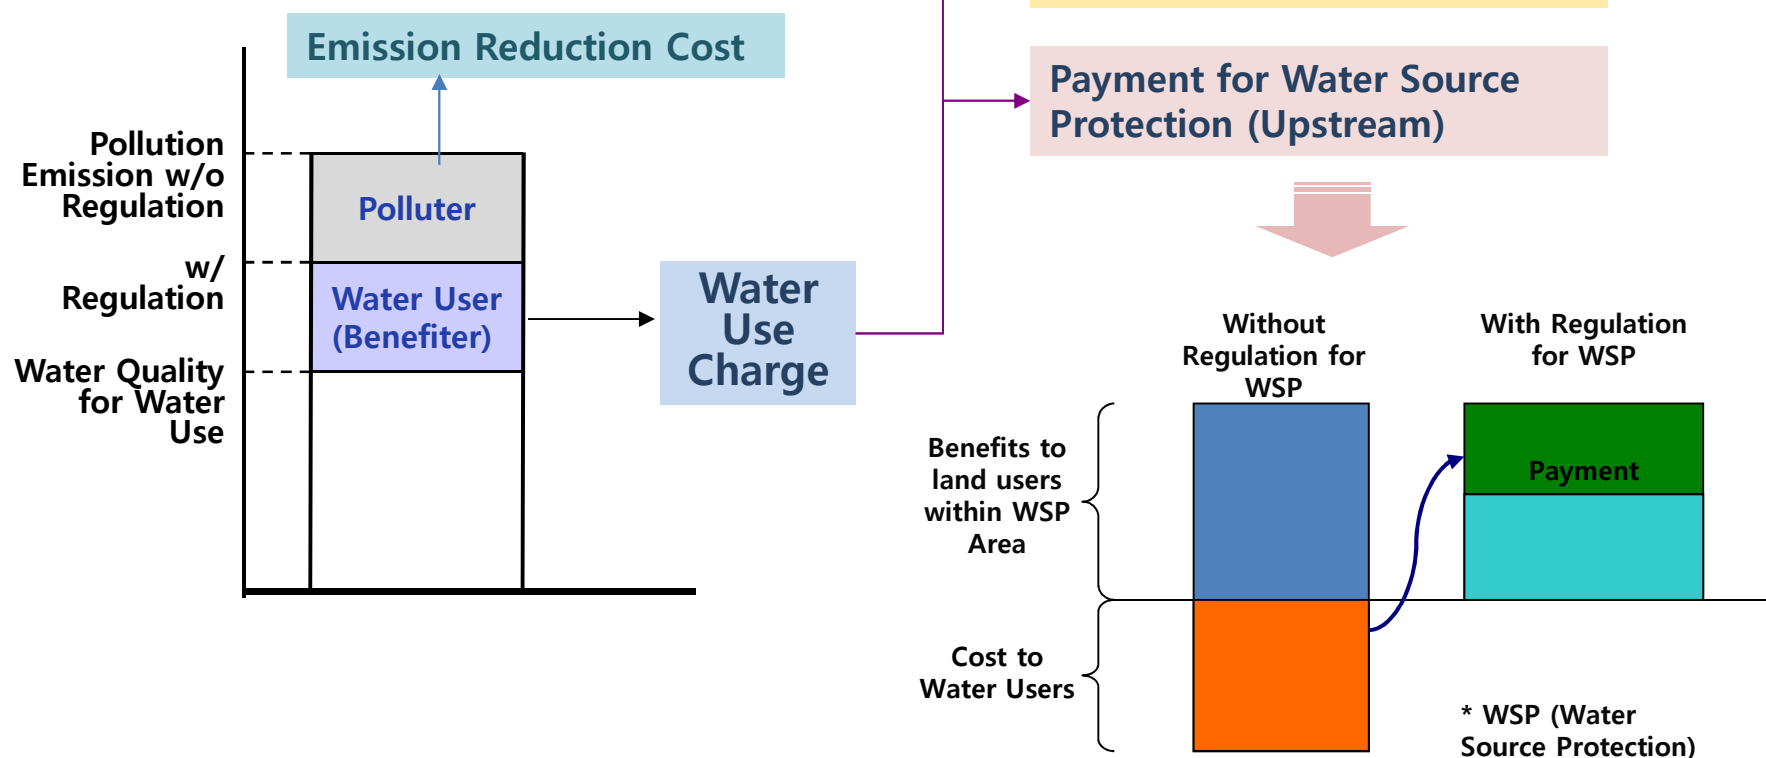 Emission Reduction Cost
Payment for Water Source
Protection (Upstream)
Pollution
Emission w/o
Regulation
Polluter
w/
Regulation
Water User
(Benefiter)
Water
Use
Charge
Water Quality
for Water
Use
Without
Regulation for
WSP
With Regulation
for WSP
Benefits to
land users
within WSP
Area
Payment
Cost to
Water Users
* WSP (Water
Source Protection)